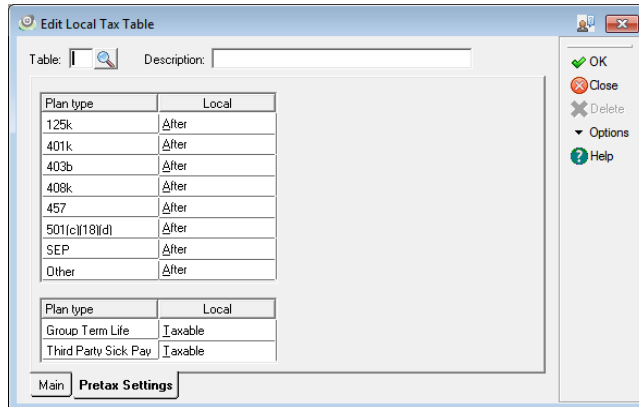 Edit Local Tax Table
Table: Description:
OK
Close
Delete
Options
Help
Plan type Local
125k After
401k After
403b After
408k After
457 After
501(c)(18)(d) After
SEP After
Other After
Plan type Local
Group Term Life Taxable
Third Party Sick Pay Taxable
Main Pretax Settings